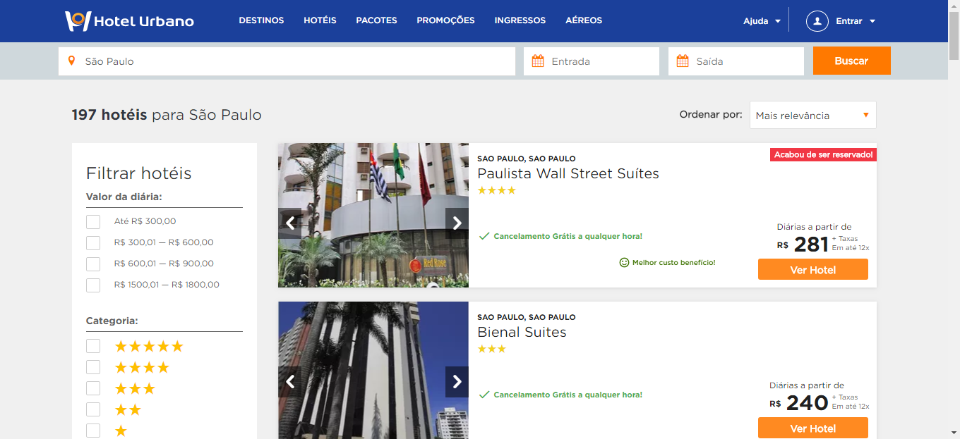 Hotel Urbano
DESTINOS HOTÉIS PACOTES PROMOÇÕES INGRESSOS AÉREOS
Ajuda Entrar
São Paulo Entrada Saída Buscar
197 hotéis para São Paulo
Ordenar por: Mais relevância
Filtrar hotéis
Valor da diária:
Até R$ 300,00
R$ 300,01 — R$ 600,00
R$ 600,01 — R$ 900,00
R$ 1500,01 — R$ 1800,00
Categoria:
SAO PAULO, SAO PAULO
Acabou de ser reservado!
Paulista Wall Street Suítes
Cancelamento Grátis a qualquer hora!
Melhor custo benefício!
Diárias a partir de
R$ 281 + Taxas
Em até 12x
Ver Hotel
SAO PAULO, SAO PAULO
Bienal Suites
Cancelamento Grátis a qualquer hora!
Diárias a partir de
R$ 240 + Taxas
Em até 12x
Ver Hotel